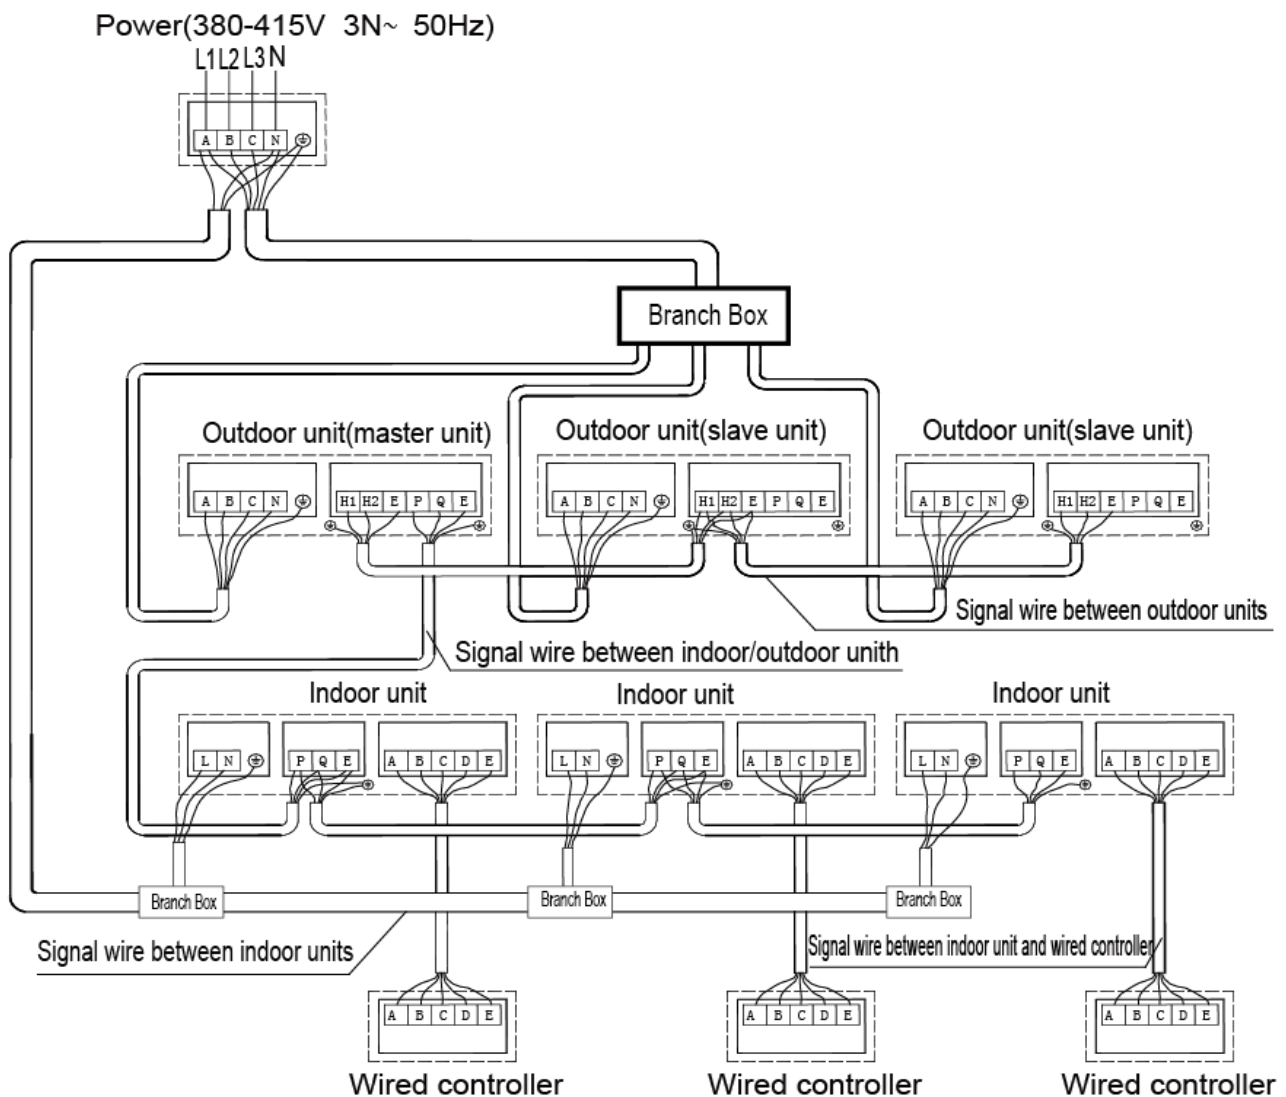 Power(380-415V 3N~ 50Hz)
L1 L2 L3 N
A B C N
Branch Box
Outdoor unit(master unit)
Outdoor unit(slave unit)
Outdoor unit(slave unit)
A B C N
H1 H2 E P Q E
A B C N
H1 H2 E P Q E
A B C N
H1 H2 E P Q E
Signal wire between outdoor units
Signal wire between indoor/outdoor unith
Indoor unit
Indoor unit
Indoor unit
L N
P Q E
A B C D E
L N
P Q E
A B C D E
L N
P Q E
A B C D E
Branch Box
Branch Box
Branch Box
Signal wire between indoor units
Signal wire between indoor unit and wired controller
A B C D E
A B C D E
A B C D E
Wired controller
Wired controller
Wired controller